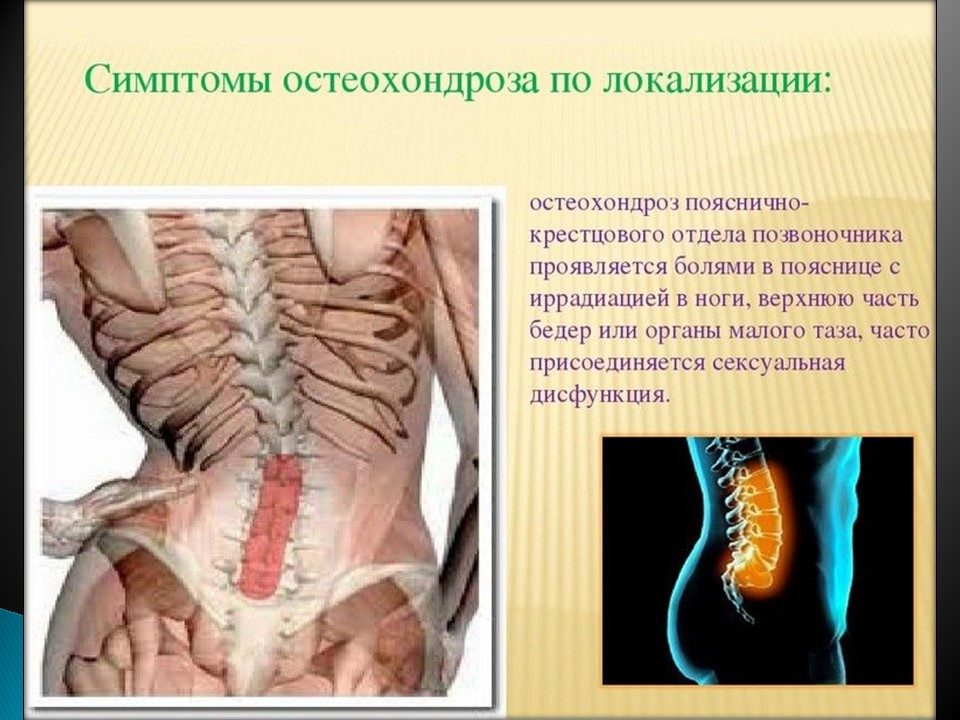 Симптомы остеохондроза по локализации:
остеохондроз пояснично-
крестцового отдела позвоночника
проявляется болями в пояснице с
иррадиацией в ноги, верхнюю часть
бедер или органы малого таза, часто
присоединяется сексуальная
дисфункция.